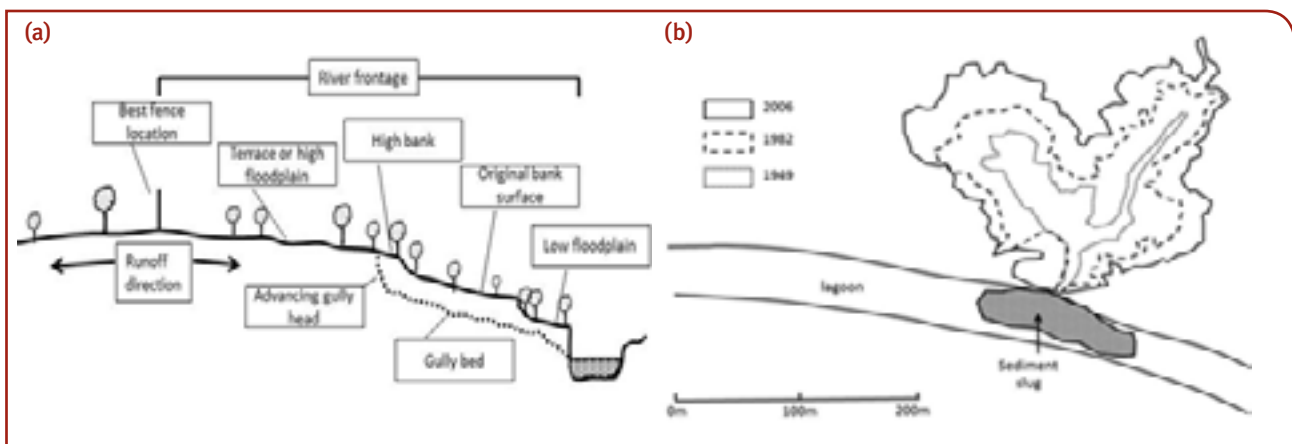 (a)
River frontage
Best fence
location
High bank
Terrace or high
floodplain
Original bank
surface
Low floodplain
Runoff
direction
Advancing gully
head
Gully bed
(b)
2006
1982
1949
lagoon
Sediment
slug
0m
100m
200m